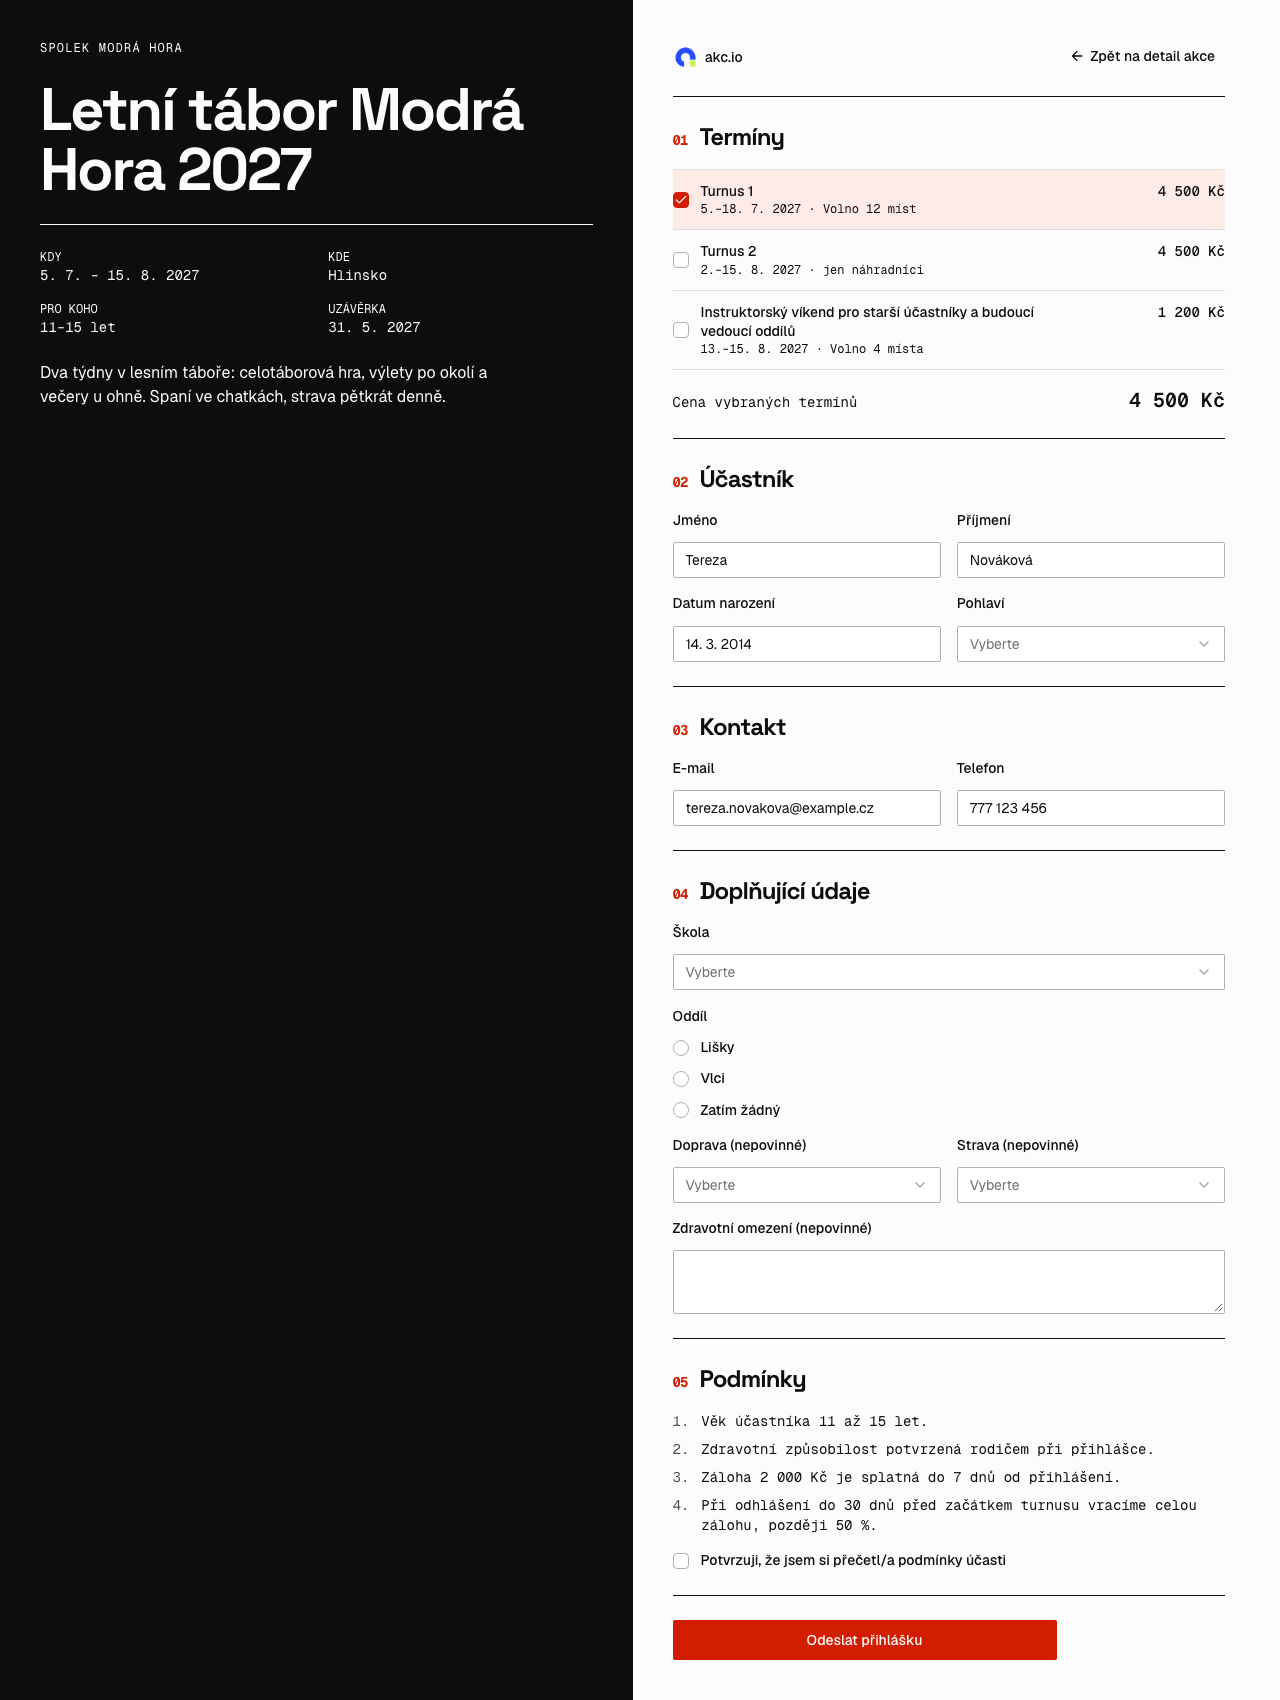 SPOLEK MODRÁ HORA
Letní tábor Modrá
Hora 2027
KDY
5. 7. – 15. 8. 2027
KDE
Hlinsko
PRO KOHO
11–15 let
UZÁVĚRKA
31. 5. 2027
Dva týdny v lesním táboře: celotáborová hra, výlety po okolí a
večery u ohně. Spaní ve chatkách, strava pětkrát denně.
akc.io
← Zpět na detail akce
01 Termíny
Turnus 1
4 500 Kč
5.–18. 7. 2027 · Volno 12 míst
Turnus 2
4 500 Kč
2.–15. 8. 2027 · jen náhradníci
Instruktorský víkend pro starší účastníky a budoucí
vedoucí oddílů
1 200 Kč
13.–15. 8. 2027 · Volno 4 místa
Cena vybraných termínů
4 500 Kč
02 Účastník
Jméno
Tereza
Příjmení
Nováková
Datum narození
14. 3. 2014
Pohlaví
Vyberte
03 Kontakt
E-mail
tereza.novakova@example.cz
Telefon
777 123 456
04 Doplňující údaje
Škola
Vyberte
Oddíl
Lišky
Vlci
Zatím žádný
Doprava (nepovinné)
Vyberte
Strava (nepovinné)
Vyberte
Zdravotní omezení (nepovinné)
05 Podmínky
1. Věk účastníka 11 až 15 let.
2. Zdravotní způsobilost potvrzená rodičem při přihlášce.
3. Záloha 2 000 Kč je splatná do 7 dnů od přihlášení.
4. Při odhlášení do 30 dnů před začátkem turnusu vracíme celou
zálohu, později 50 %.
Potvrzuji, že jsem si přečetl/a podmínky účasti
Odeslat přihlášku